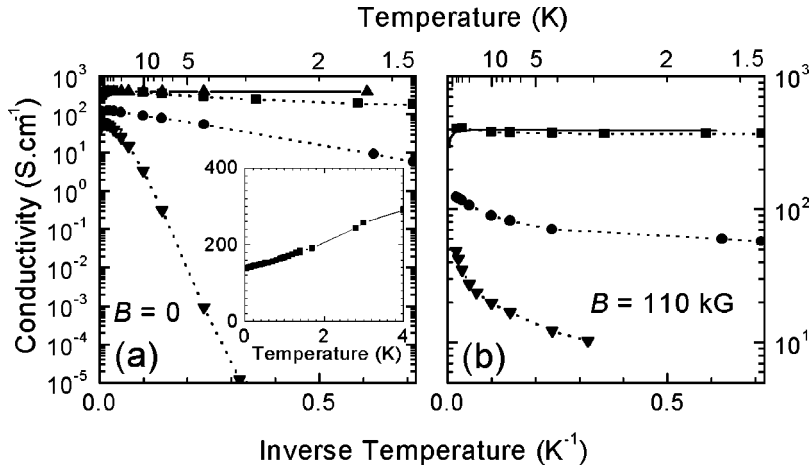 Temperature (K)
10 5 2 1.5
10 5 2 1.5
Conductivity (S.cm⁻¹)
10³
10²
10¹
10⁰
10⁻¹
10⁻²
10⁻³
10⁻⁴
10⁻⁵
400
200
0
0 1 2 3 4
Temperature (K)
B = 0
(a)
0.0 0.5
B = 110 kG
(b)
10³
10²
10¹
0.0 0.5
Inverse Temperature (K⁻¹)